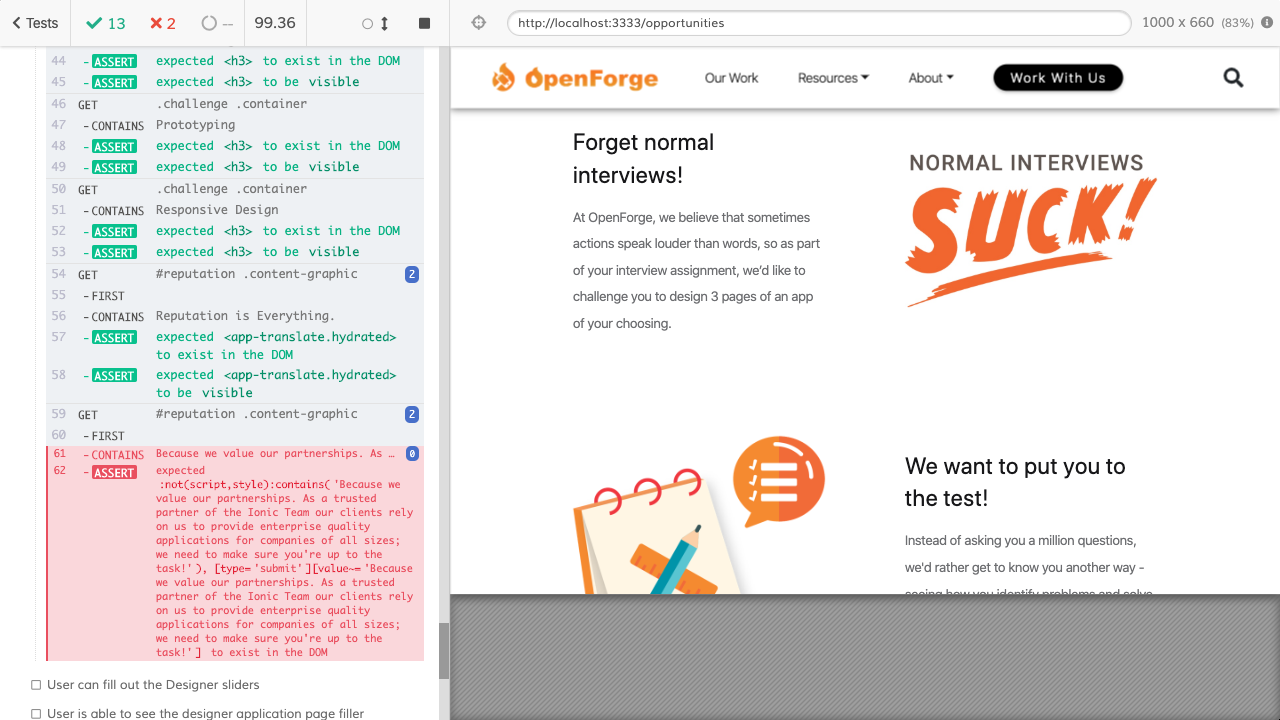 Tests
13
2
--
99.36
http://localhost:3333/opportunities
1000 x 660 (83%)
44 -ASSERT expected <h3> to exist in the DOM
45 -ASSERT expected <h3> to be visible
46 GET .challenge .container
47 -CONTAINS Prototyping
48 -ASSERT expected <h3> to exist in the DOM
49 -ASSERT expected <h3> to be visible
50 GET .challenge .container
51 -CONTAINS Responsive Design
52 -ASSERT expected <h3> to exist in the DOM
53 -ASSERT expected <h3> to be visible
54 GET #reputation .content-graphic 2
55 -FIRST
56 -CONTAINS Reputation is Everything.
57 -ASSERT expected <app-translate.hydrated>
to exist in the DOM
58 -ASSERT expected <app-translate.hydrated>
to be visible
59 GET #reputation .content-graphic 2
60 -FIRST
61 -CONTAINS Because we value our partnerships. As … 0
62 -ASSERT expected
:not(script,style):contains('Because we
value our partnerships. As a trusted
partner of the Ionic Team our clients rely
on us to provide enterprise quality
applications for companies of all sizes;
we need to make sure you're up to the
task!'), [type='submit'][value~='Because
we value our partnerships. As a trusted
partner of the Ionic Team our clients rely
on us to provide enterprise quality
applications for companies of all sizes;
we need to make sure you're up to the
task!'] to exist in the DOM
User can fill out the Designer sliders
User is able to see the designer application page filler
OpenForge
Our Work
Resources
About
Work With Us
Forget normal
interviews!
At OpenForge, we believe that sometimes
actions speak louder than words, so as part
of your interview assignment, we'd like to
challenge you to design 3 pages of an app
of your choosing.
NORMAL INTERVIEWS
SUCK!
We want to put you to
the test!
Instead of asking you a million questions,
we'd rather get to know you another way -
seeing how you identify problems and solve